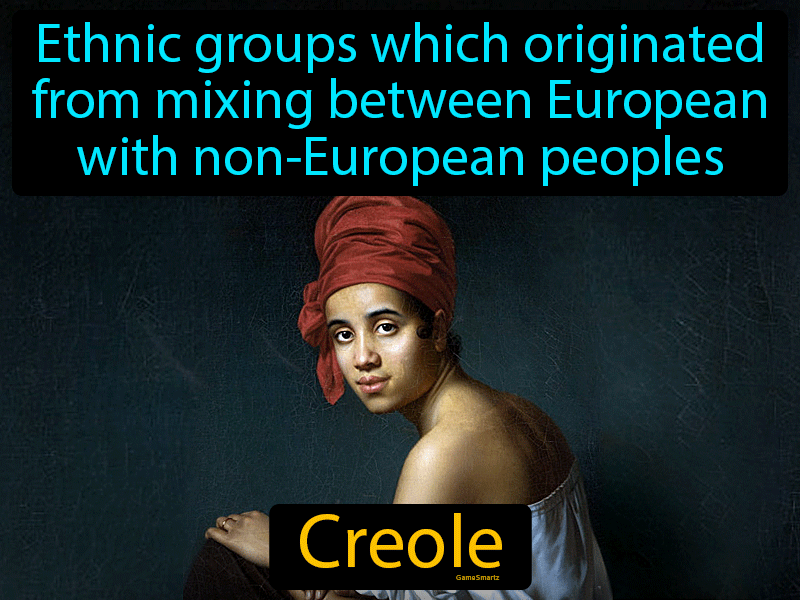 Ethnic groups which originated
from mixing between European
with non-European peoples
Creole
GameSmartz